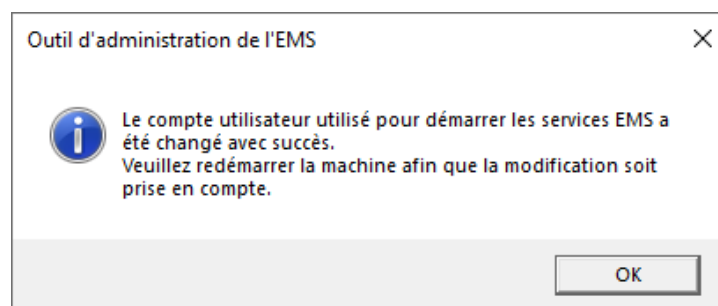 Outil d'administration de l'EMS
Le compte utilisateur utilisé pour démarrer les services EMS a
été changé avec succès.
Veuillez redémarrer la machine afin que la modification soit
prise en compte.
OK